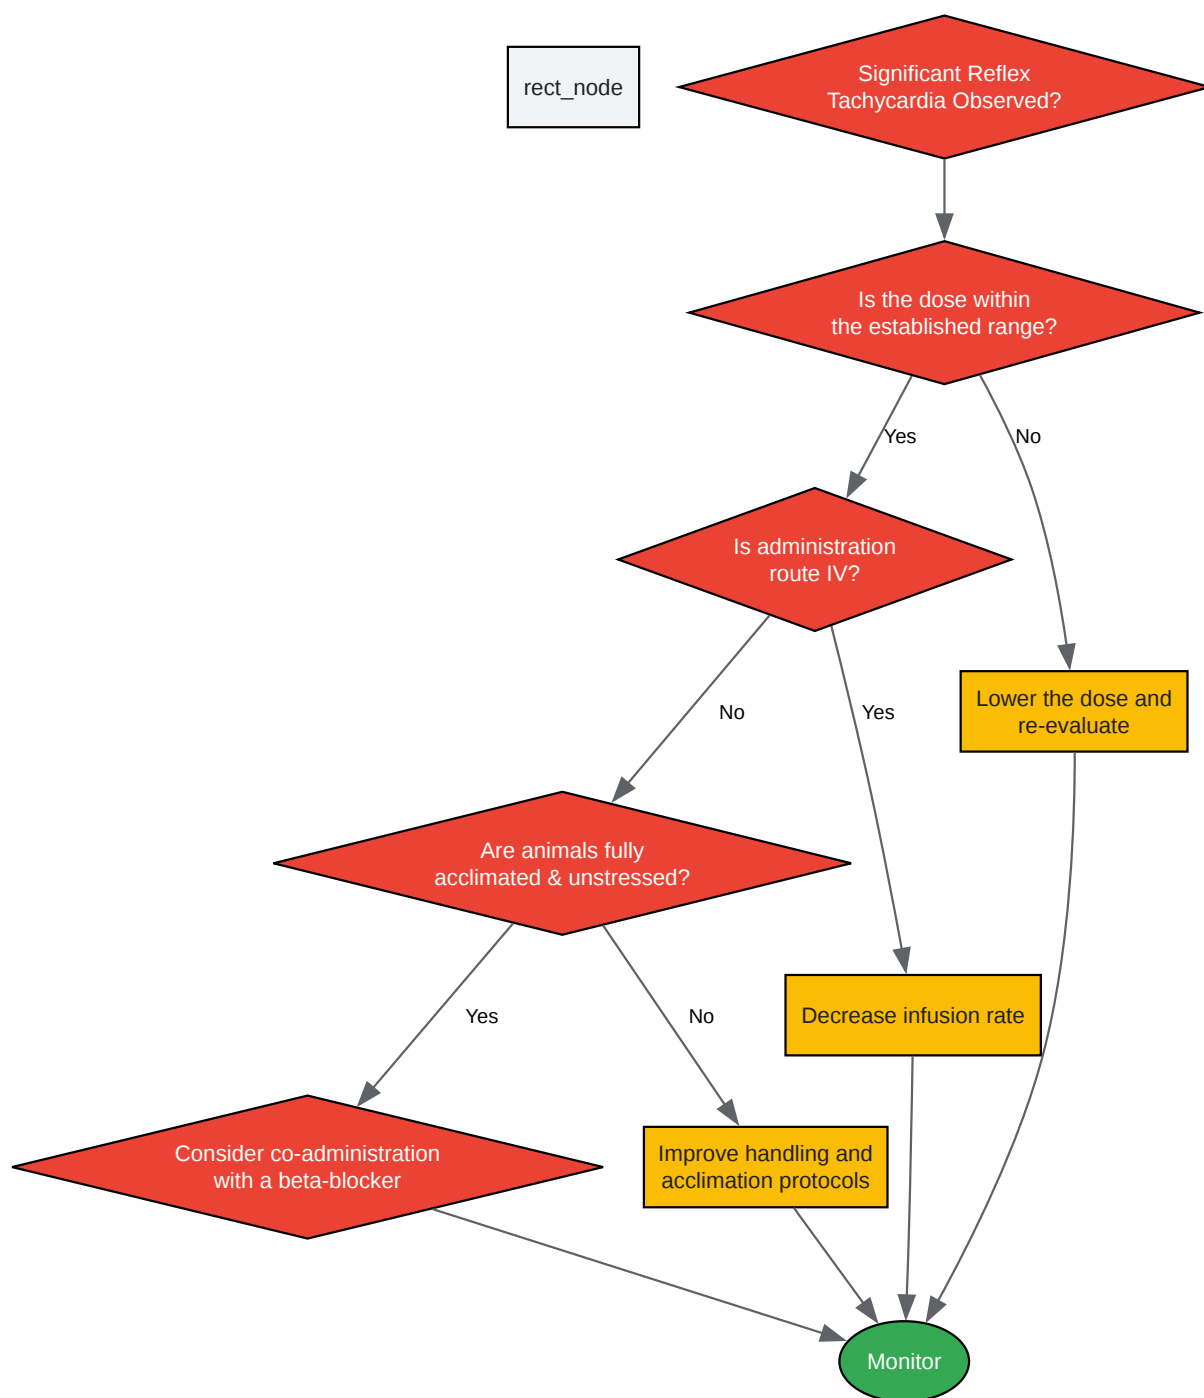 rect_node
Significant Reflex
Tachycardia Observed?
Is the dose within
the established range?
Yes
No
Is administration
route IV?
No
Yes
Lower the dose and
re-evaluate
Are animals fully
acclimated & unstressed?
Yes
No
Decrease infusion rate
Consider co-administration
with a beta-blocker
Improve handling and
acclimation protocols
Monitor